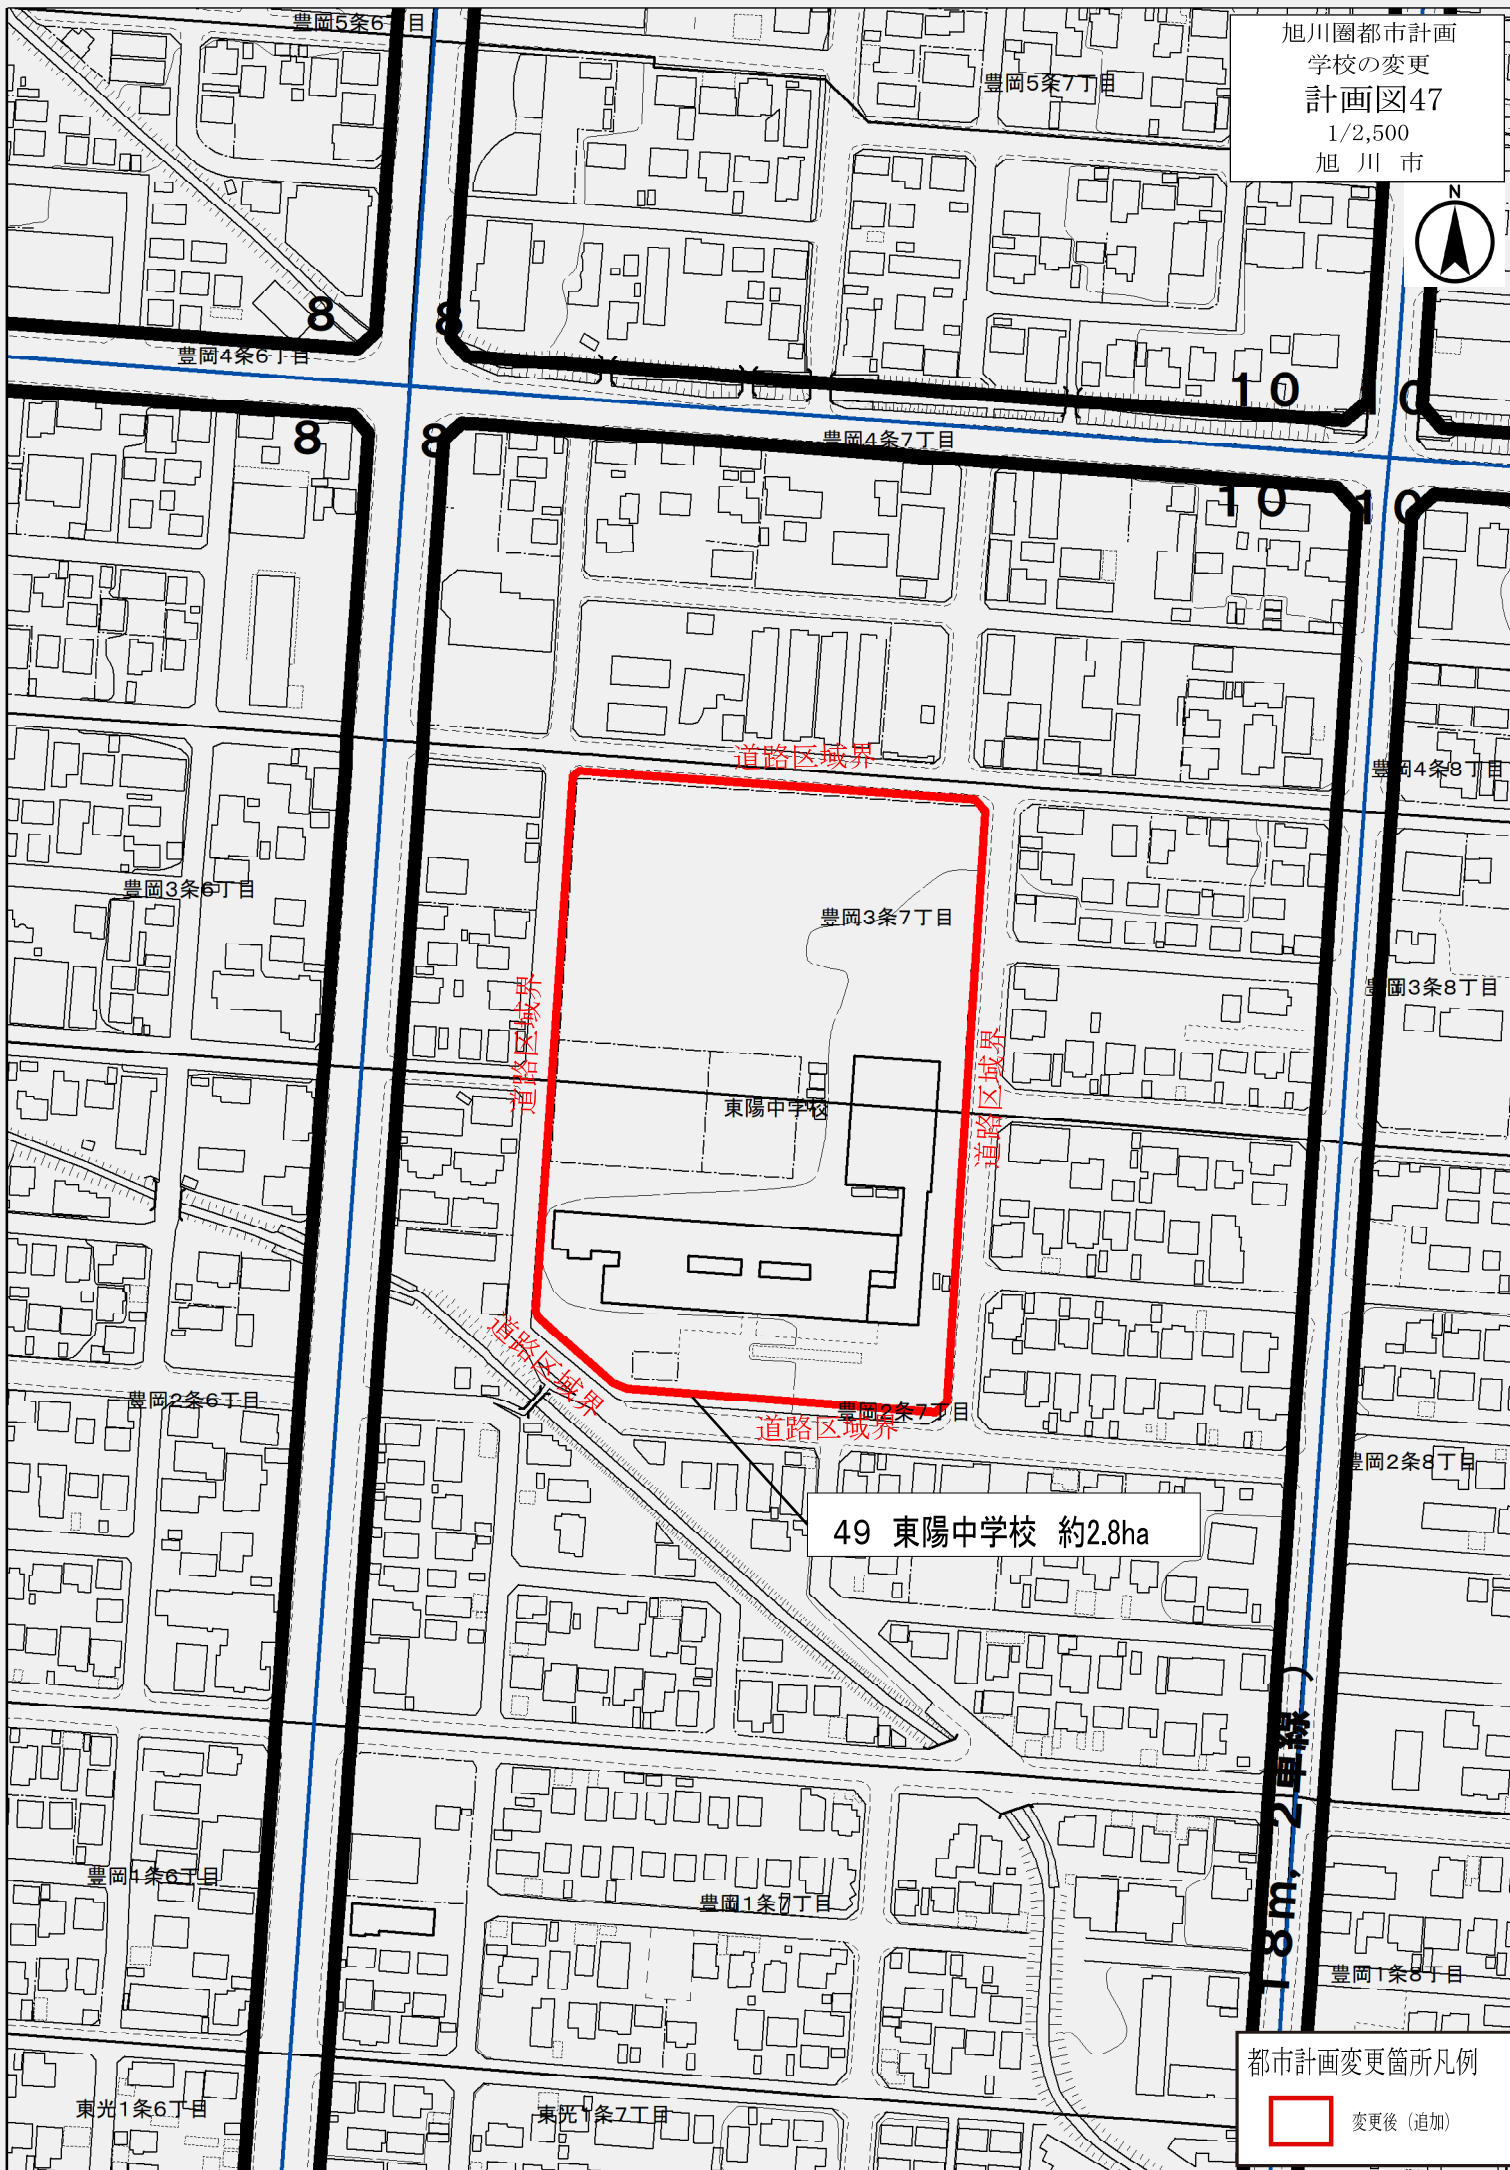 豊岡5条6丁目
旭川圏都市計画
学校の変更
計画図47
1/2,500
旭川市
豊岡5条7丁目
N
8
8
豊岡4条6丁目
10
10
8
8
豊岡4条7丁目
10
10
道路区域界
豊岡4条8丁目
豊岡3条6丁目
豊岡3条7丁目
豊岡3条8丁目
道路区域界
道路区域界
東陽中学校
道路区域界
豊岡2条6丁目
豊岡2条7丁目
道路区域界
豊岡2条8丁目
49 東陽中学校 約2.8ha
18m, 2車線）
豊岡1条6丁目
豊岡1条7丁目
豊岡1条8丁目
都市計画変更箇所凡例
変更後（追加）
東光1条6丁目
東光1条7丁目